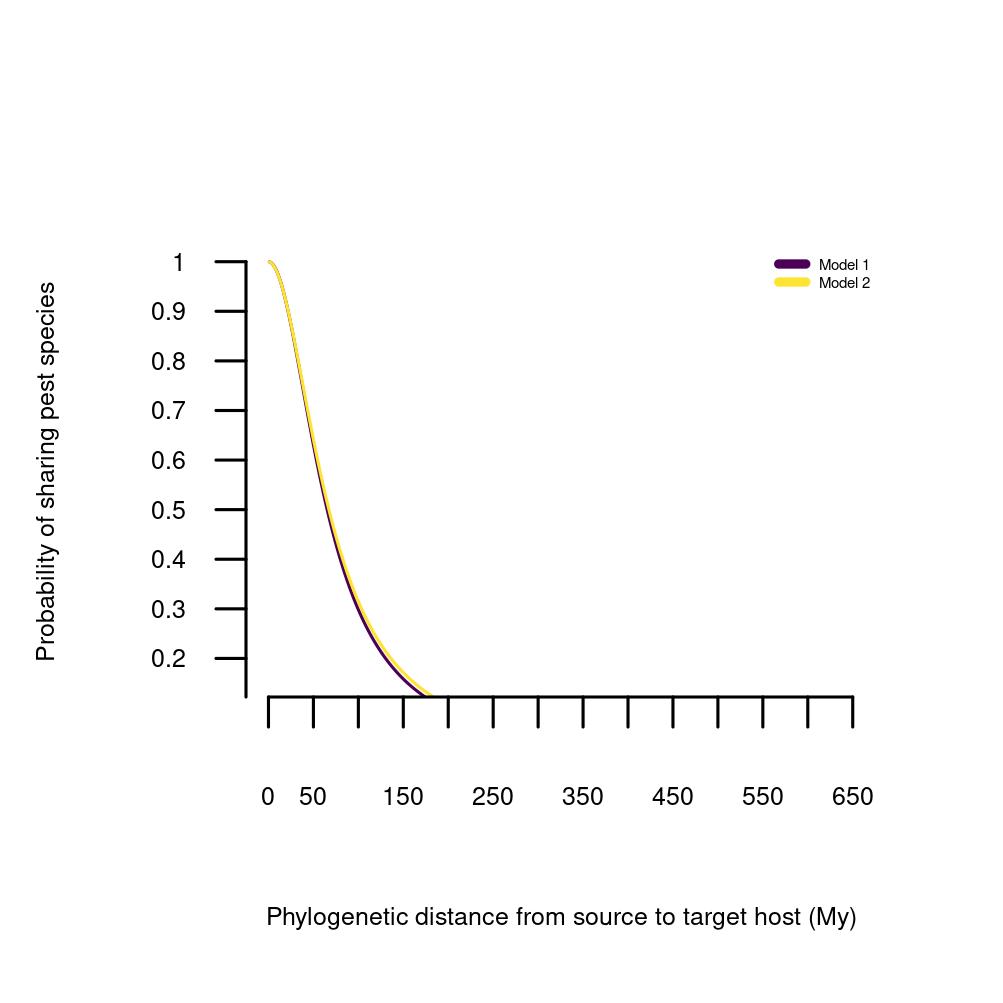 1
0.9
0.8
0.7
0.6
0.5
0.4
0.3
0.2
Probability of sharing pest species
Model 1
Model 2
0 50 150 250 350 450 550 650
Phylogenetic distance from source to target host (My)